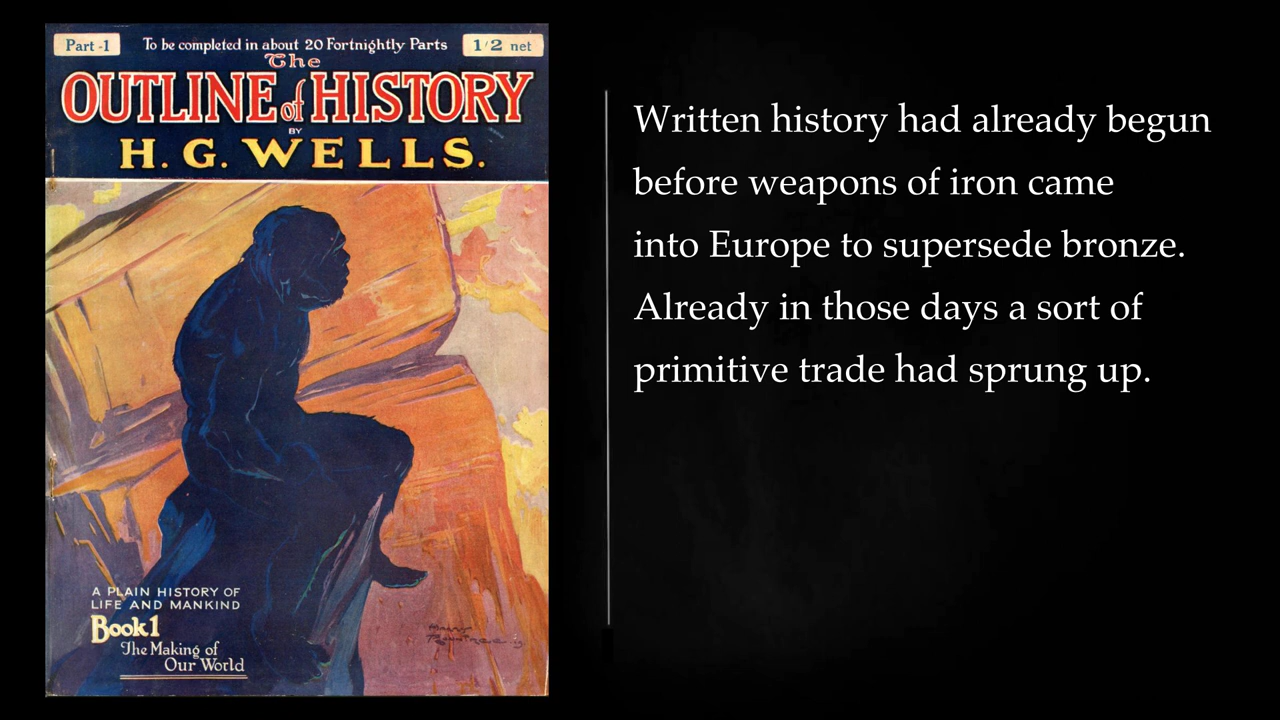 Part -1
To be completed in about 20 Fortnightly Parts
1/2 net
The
OUTLINE of HISTORY
BY
H. G. WELLS.
A PLAIN HISTORY OF
LIFE AND MANKIND
Book 1
The Making of
Our World
Written history had already begun
before weapons of iron came
into Europe to supersede bronze.
Already in those days a sort of
primitive trade had sprung up.